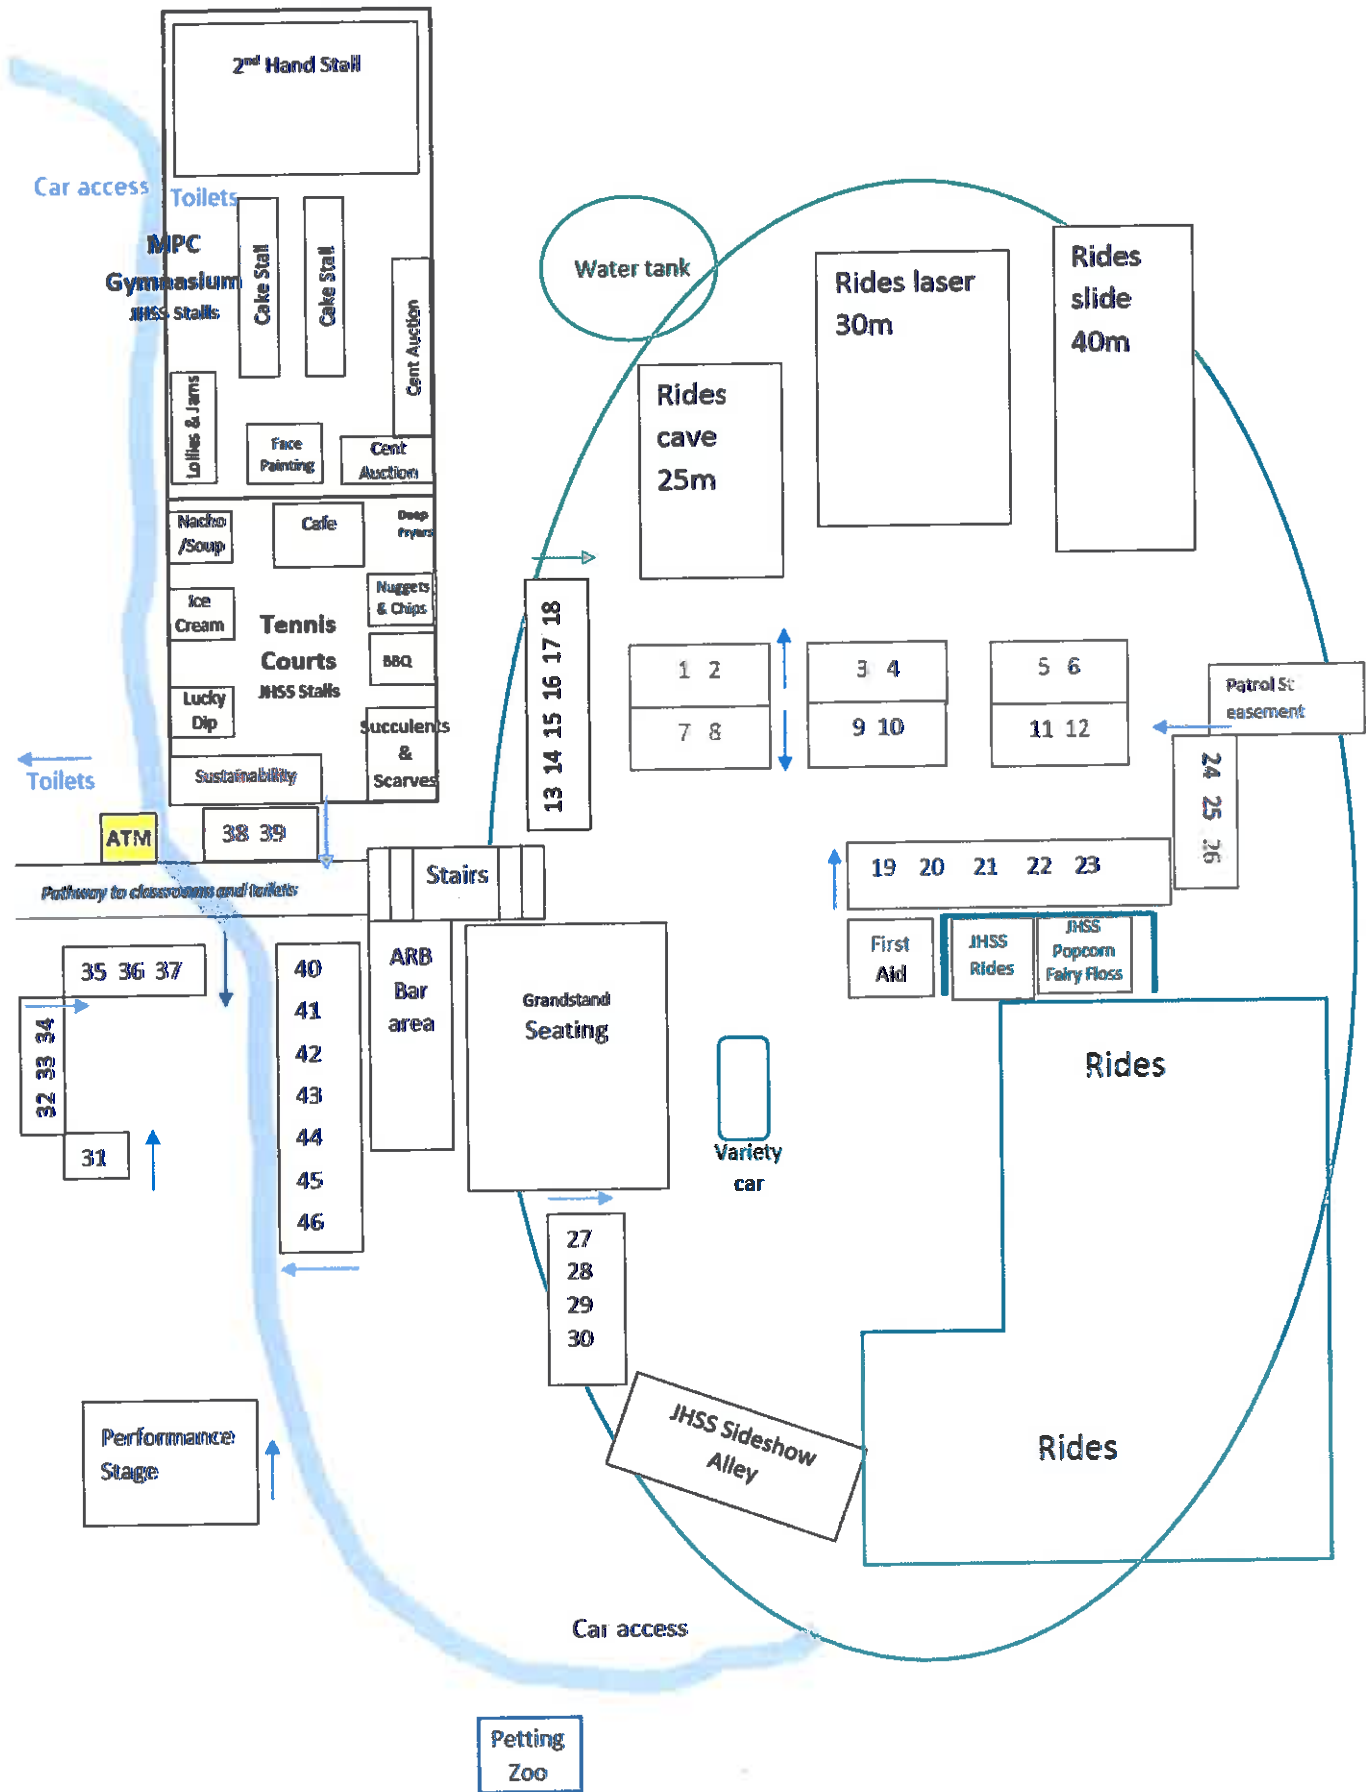 2nd Hand Stall
Car access
Toilets
MPC
Gymnasium
JHSS Stalls
Cake Stall
Cake Stall
Cent Auction
Lollies & Jams
Face
Painting
Cent
Auction
Water tank
Rides
cave
25m
Rides laser
30m
Rides
slide
40m
Nacho
/Soup
Cafe
Deep
fryers
Ice
Cream
Nuggets
& Chips
Tennis
Courts
JHSS Stalls
BBQ
Lucky
Dip
Succulents
&
Scarves
Sustainability
Toilets
ATM
38 39
13 14 15 16 17 18
1 2
7 8
3 4
9 10
5 6
11 12
Patrol St
easement
24 25 26
Pathway to classrooms and toilets
Stairs
19 20 21 22 23
First
Aid
JHSS
Rides
JHSS
Popcorn
Fairy Floss
35 36 37
32 33 34
31
40
41
42
43
44
45
46
ARB
Bar
area
Grandstand
Seating
Variety
car
Rides
27
28
29
30
Performance
Stage
JHSS Sideshow
Alley
Rides
Car access
Petting
Zoo